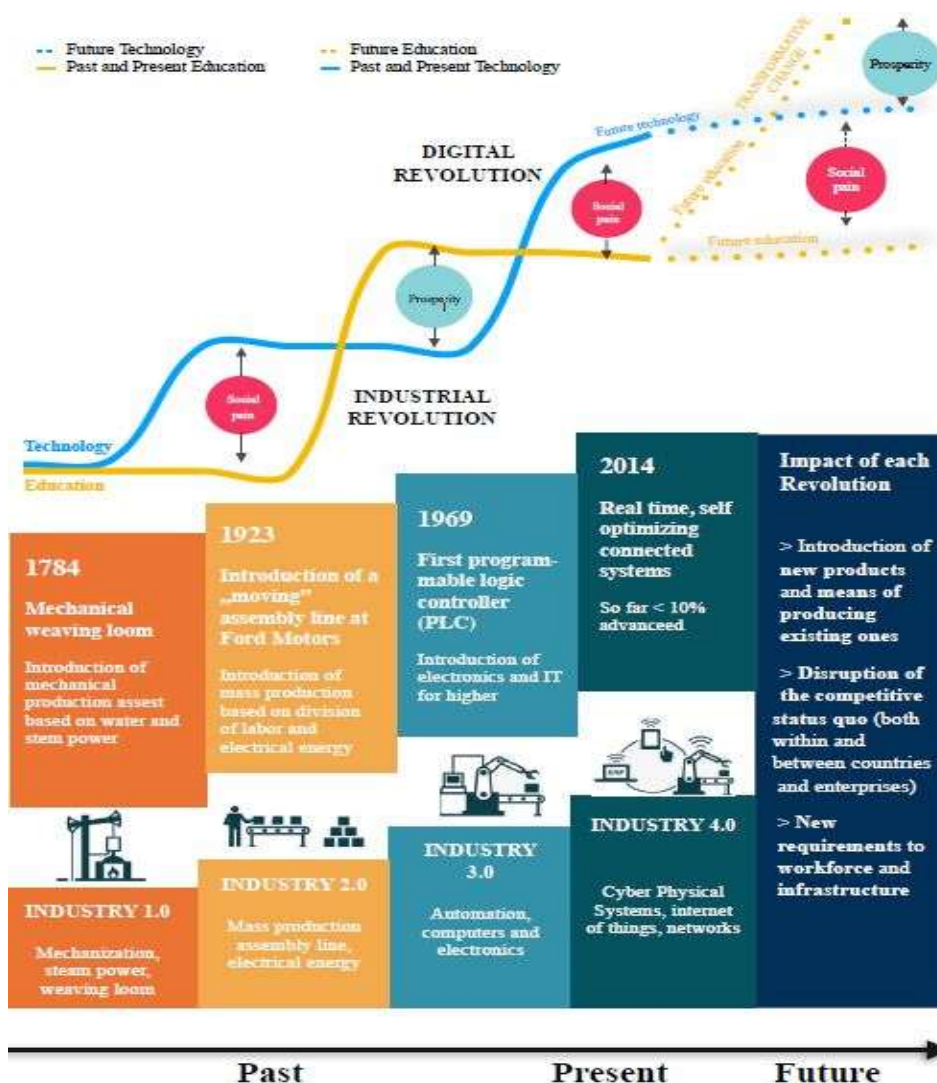 Future Technology
Future Education
Past and Present Education
Past and Present Technology
TRANSFORMATIVE
CHANGE
Prosperity
Future technology
DIGITAL
REVOLUTION
Social
pain
Future education
Social
pain
Future education
Prosperity
Social
pain
INDUSTRIAL
REVOLUTION
Technology
Education
1784
Mechanical
weaving loom
Introduction of
mechanical
production assest
based on water and
stem power
1923
Introduction of a
„moving”
assembly line at
Ford Motors
Introduction of
mass production
based on division
of labor and
electrical energy
1969
First program-
mable logic
controller
(PLC)
Introduction of
electronics and IT
for higher
2014
Real time, self
optimizing
connected
systems
So far < 10%
advanceed
Impact of each
Revolution
> Introduction of
new products
and means of
producing
existing ones
> Disruption of
the competitive
status quo (both
within and
between countries
and enterprises)
> New
requirements to
workforce and
infrastructure
INDUSTRY 1.0
Mechanization,
steam power,
weaving loom
INDUSTRY 2.0
Mass production
assembly line,
electrical energy
INDUSTRY
3.0
Automation,
computers and
electronics
INDUSTRY 4.0
Cyber Physical
Systems, internet
of things, networks
Past
Present
Future